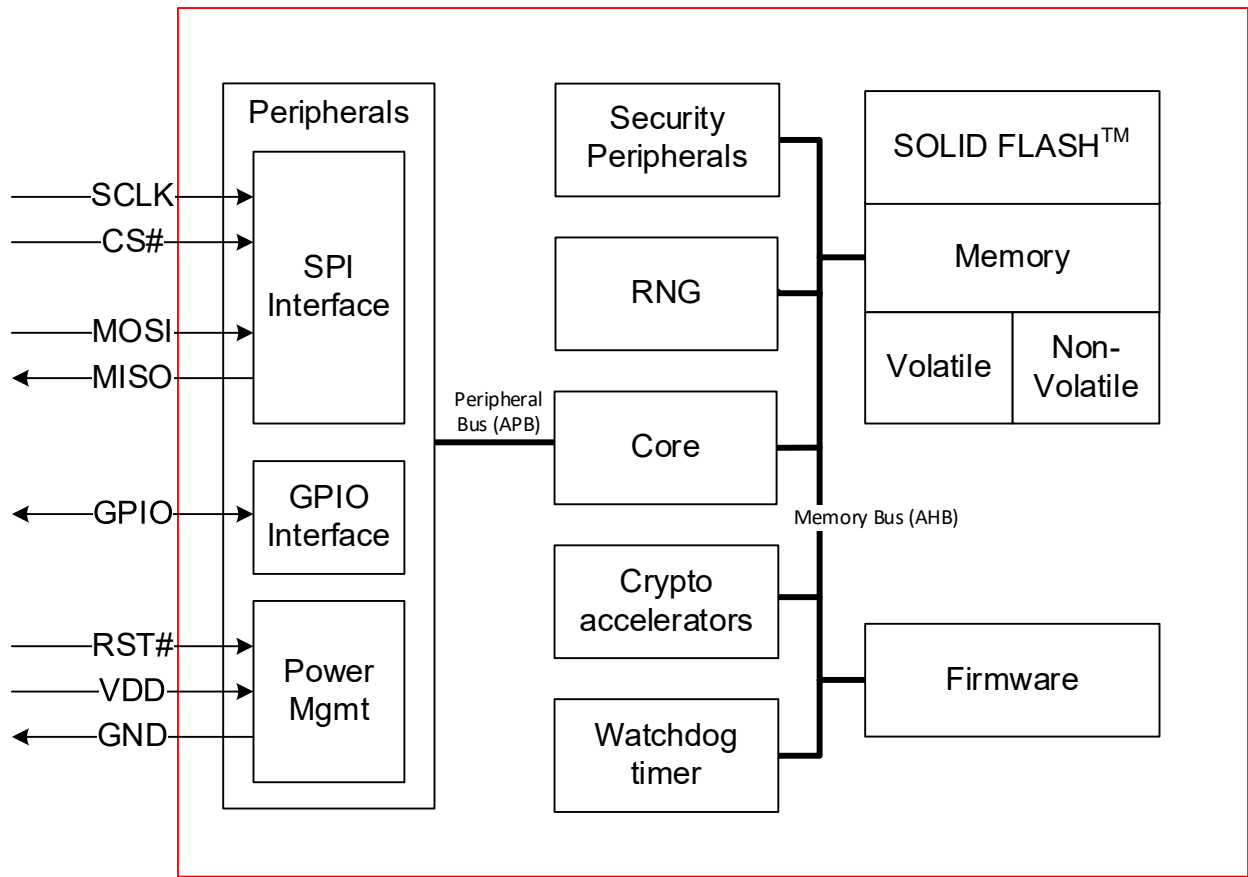 Peripherals
SCLK
CS#
SPI
Interface
MOSI
MISO
GPIO
GPIO
Interface
RST#
VDD
GND
Power
Mgmt
Peripheral
Bus (APB)
Security
Peripherals
RNG
Core
Crypto
accelerators
Watchdog
timer
Memory Bus (AHB)
SOLID FLASH™
Memory
Volatile
Non-
Volatile
Firmware